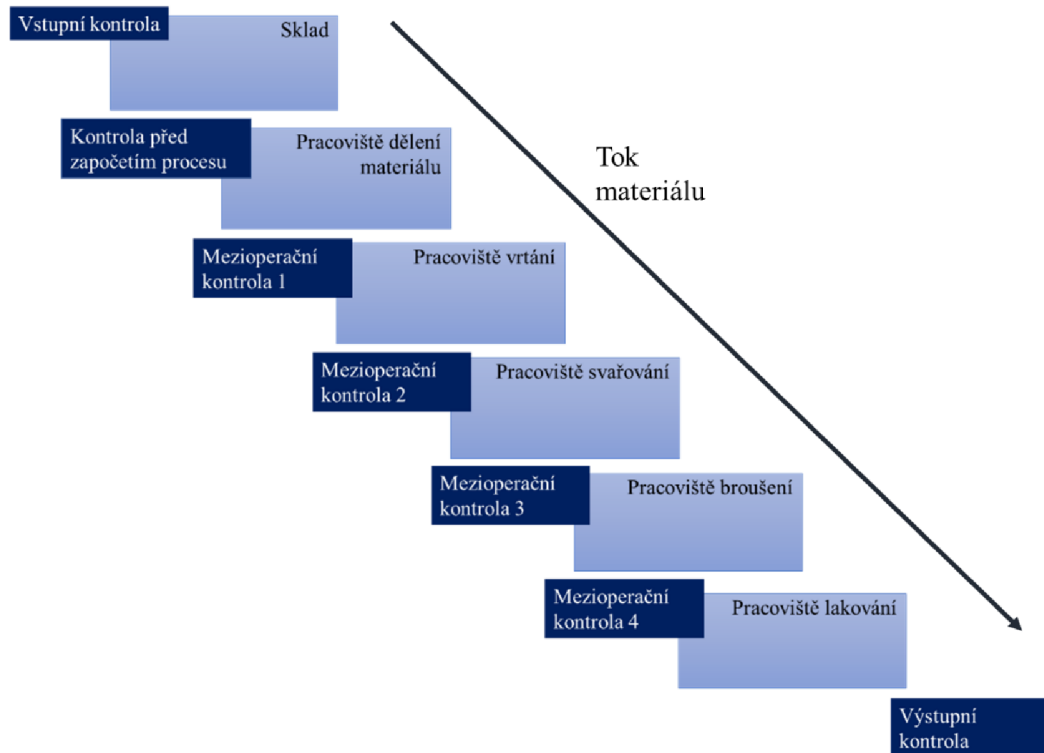 Vstupní kontrola
Sklad
Kontrola před
započetím procesu
Pracoviště dělení
materiálu
Tok
materiálu
Mezioperační
kontrola 1
Pracoviště vrtání
Mezioperační
kontrola 2
Pracoviště svařování
Mezioperační
kontrola 3
Pracoviště broušení
Mezioperační
kontrola 4
Pracoviště lakování
Výstupní
kontrola